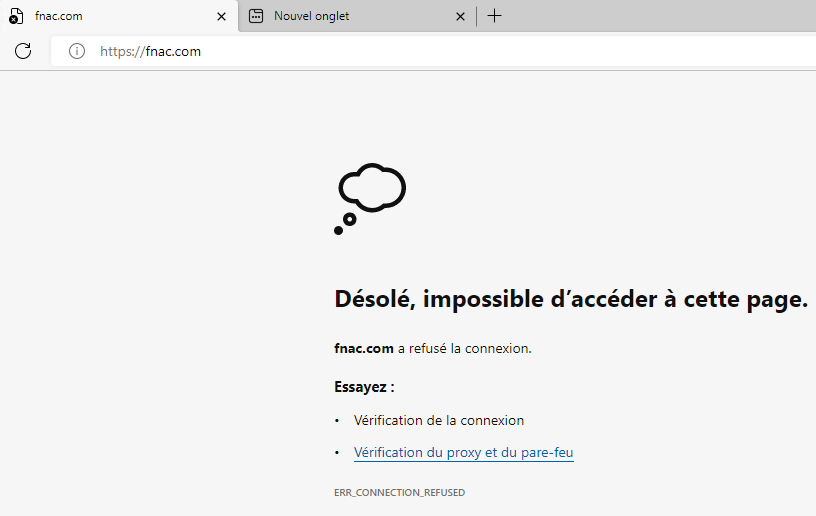 fnac.com
Nouvel onglet
https://fnac.com
Désolé, impossible d’accéder à cette page.
fnac.com a refusé la connexion.
Essayez :
• Vérification de la connexion
• Vérification du proxy et du pare-feu
ERR_CONNECTION_REFUSED